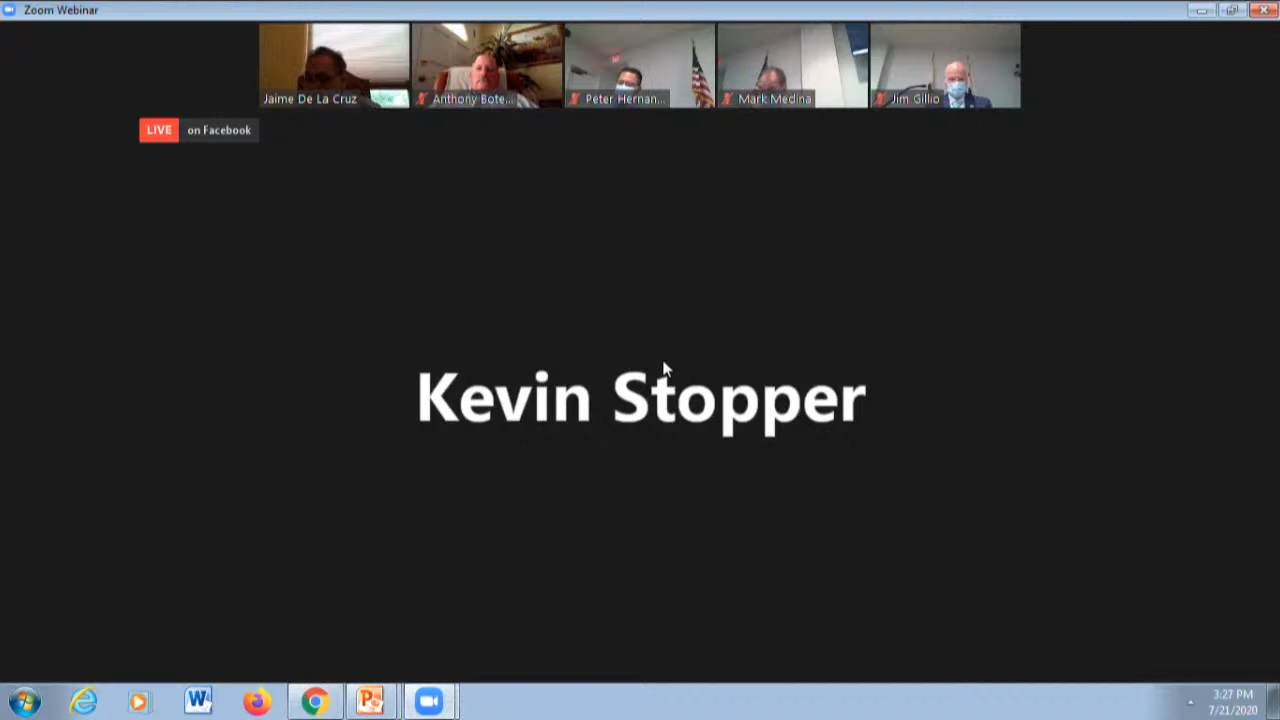 Zoom Webinar
Jaime De La Cruz
Anthony Bote...
Peter Hernan...
Mark Medina
Jim Gillio
LIVE on Facebook
Kevin Stopper
3:27 PM
7/21/2020